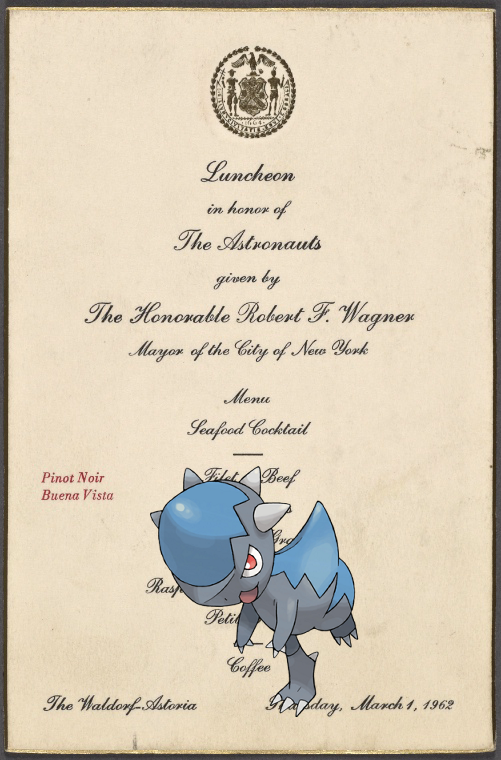 Luncheon
in honor of
The Astronauts
given by
The Honorable Robert F. Wagner
Mayor of the City of New York
Menu
Seafood Cocktail
Filet Beef
Pinot Noir
Buena Vista
Coffee
The Waldorf-Astoria
March 1, 1962